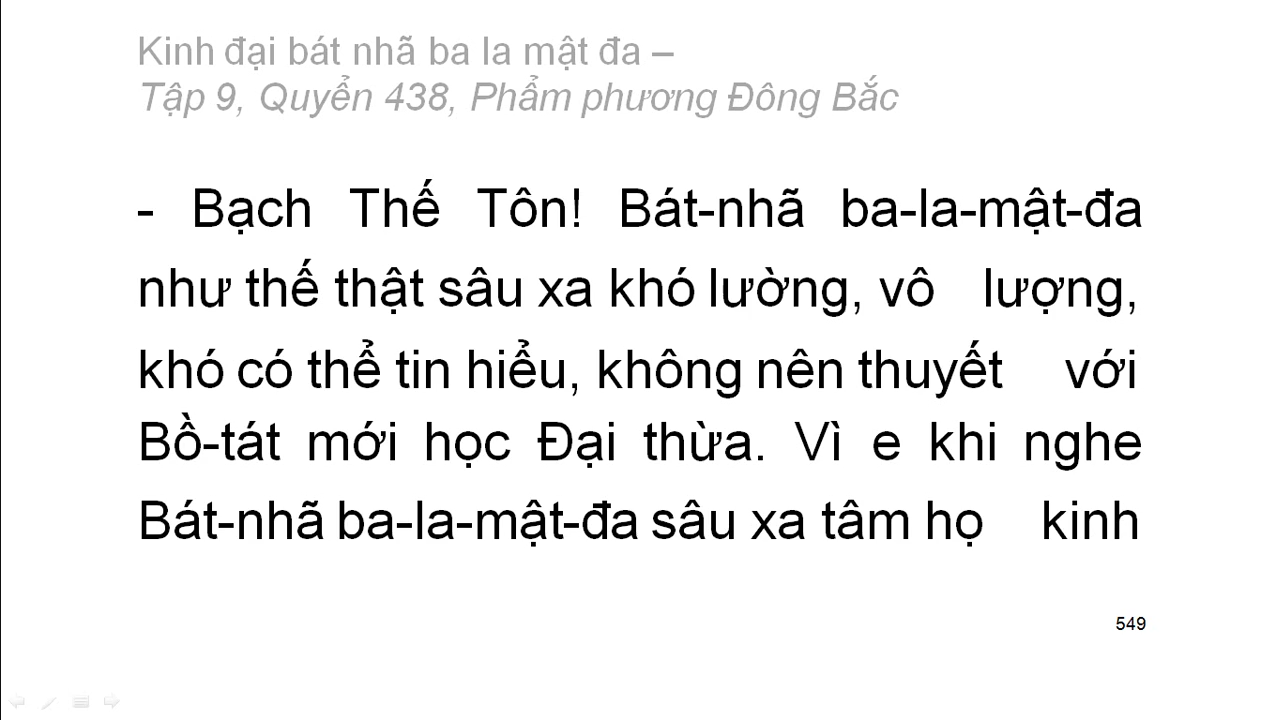 Kinh đại bát nhã ba la mật đa –
Tập 9, Quyển 438, Phẩm phương Đông Bắc
- Bạch Thế Tôn! Bát-nhã ba-la-mật-đa
như thế thật sâu xa khó lường, vô lượng,
khó có thể tin hiểu, không nên thuyết với
Bồ-tát mới học Đại thừa. Vì e khi nghe
Bát-nhã ba-la-mật-đa sâu xa tâm họ kinh
549